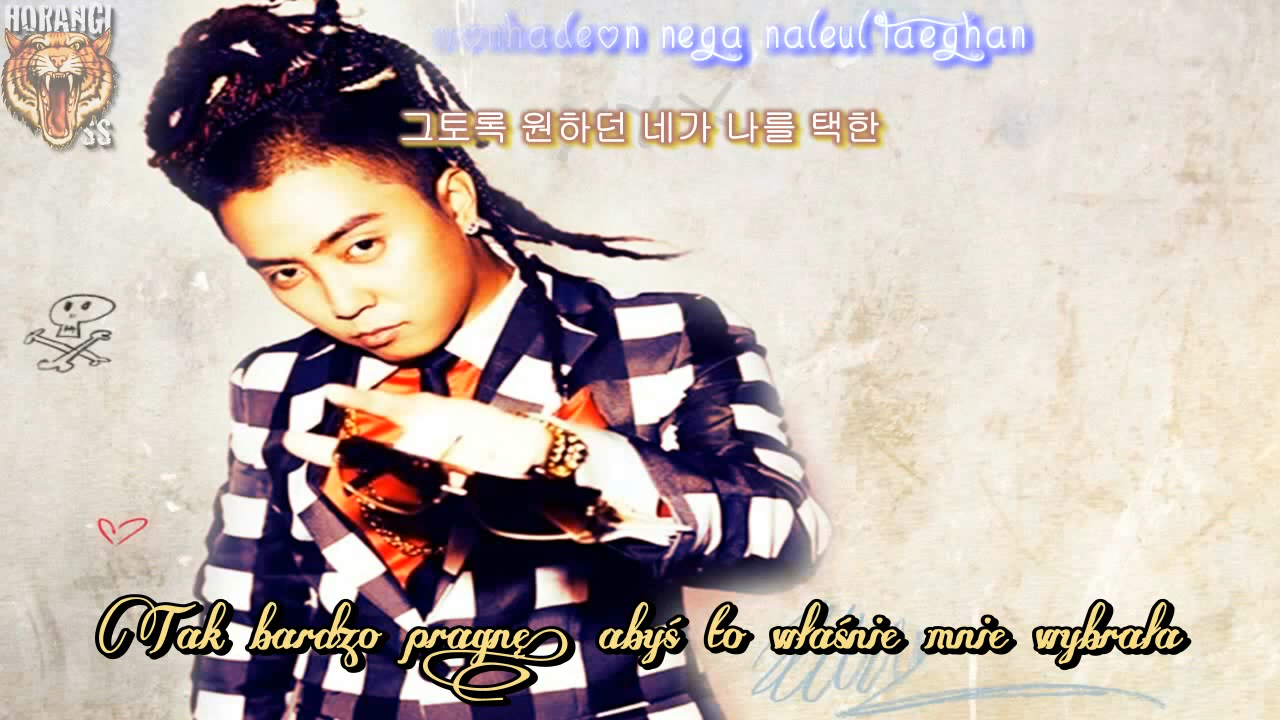 HORANGI
SS
wonhadeon nega naleul taeghan
그토록 원하던 네가 나를 택한
Tak bardzo pragnę abyś to właśnie mnie wybrała